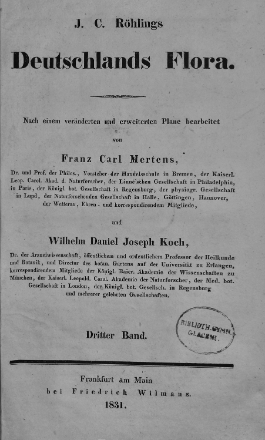 J. C. Röhlings
Deutschlands Flora.
Nach einem veränderten und erweiterten Plane bearbeitet
von
Franz Carl Mertens,
Dr. und Prof. der Philos., Vorsteher der Handelsschule in Bremen, der Kaiserl.
Leop. Carol. Akad. d. Naturforscher, der Linnéischen Gesellschaft in Philadelphia,
in Paris, der Königl. bot. Gesellschaft in Regensburg, der physiogr. Gesellschaft
in Lund, der Naturforschenden Gesellschaft in Halle, Göttingen, Hannover,
der Wetterau, Ehren- und korrespondirendem Mitgliede,
und
Wilhelm Daniel Joseph Koch,
Dr. der Arzneiwissenschaft, öffentlichem und ordentlichem Professor der Heilkunde
und Botanik, und Director des botan. Gartens auf der Universität zu Erlangen,
korrespondirendem Mitgliede der Königl. Baier. Akademie der Wissenschaften zu
München, der Kaiserl. Leopold. Carol. Akademie der Naturforscher, der Med. bot.
Gesellschaft in London, der Königl. bot. Gesellsch. in Regensburg
und mehrerer gelehrten Gesellschaften.
Dritter Band.
Frankfurt am Main
bei Friedrich Wilmans.
1831.